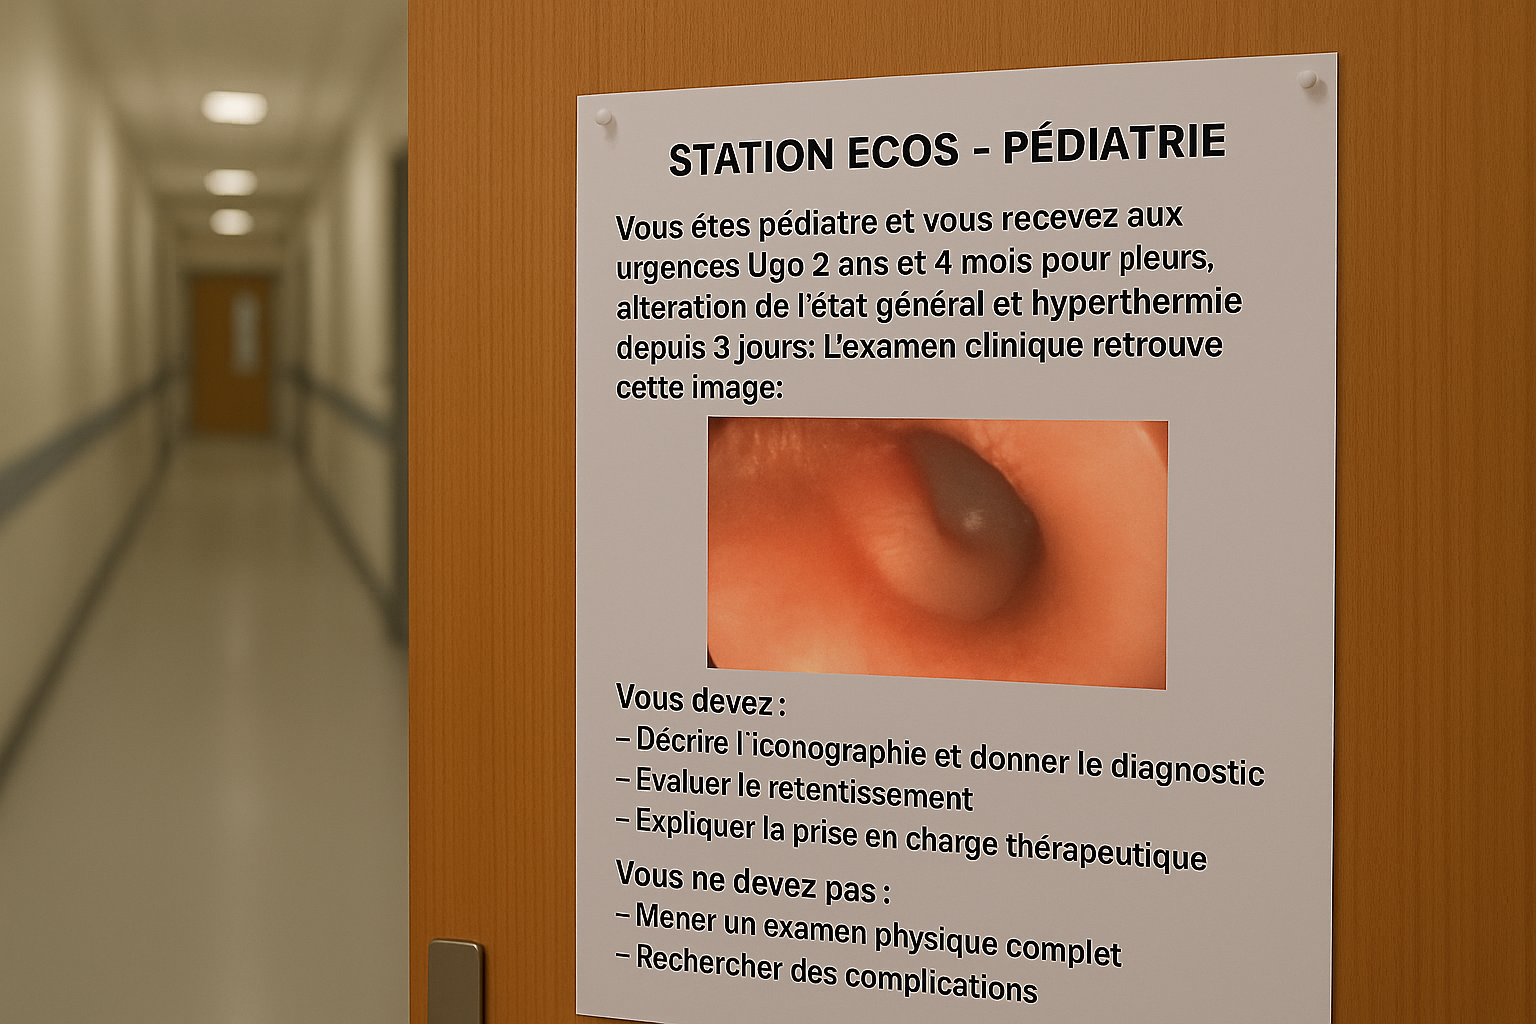 STATION ECOS - PÉDIATRIE
Vous étes pédiatre et vous recevez aux
urgences Ugo 2 ans et 4 mois pour pleurs,
alteration de l'état général et hyperthermie
depuis 3 jours: L'examen clinique retrouve
cette image:
Vous devez :
– Décrire l¨iconographie et donner le diagnostic
– Evaluer le retentissement
– Expliquer la prise en charge thérapeutique
Vous ne devez pas :
– Mener un examen physique complet
– Rechercher des complications